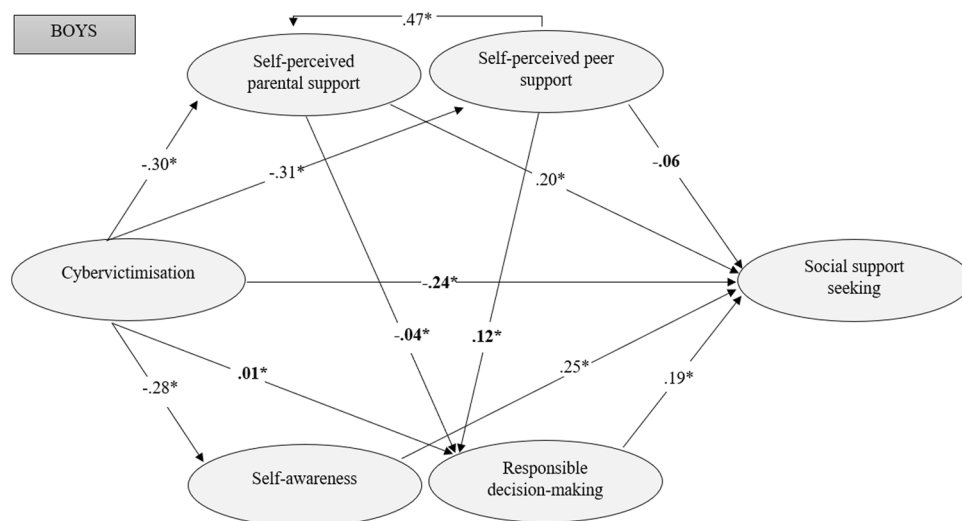 BOYS
.47*
Self-perceived
parental support
Self-perceived peer
support
-.30*
-.31*
.20*
-.06
Cybervictimisation
-.24*
Social support
seeking
-.04*
.12*
.01*
.25*
-.28*
.19*
Self-awareness
Responsible
decision-making